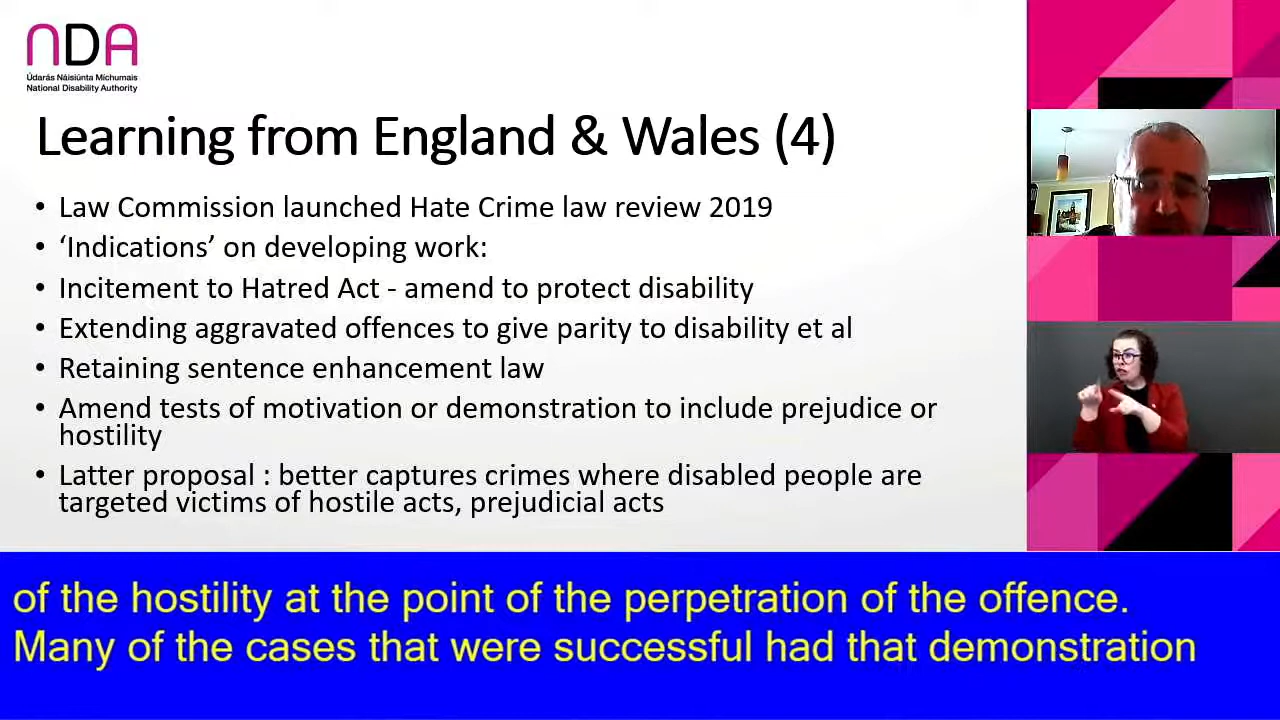 NDA
Údarás Náisiúnta Míchumais
National Disability Authority
Learning from England & Wales (4)
• Law Commission launched Hate Crime law review 2019
• ‘Indications’ on developing work:
• Incitement to Hatred Act - amend to protect disability
• Extending aggravated offences to give parity to disability et al
• Retaining sentence enhancement law
• Amend tests of motivation or demonstration to include prejudice or
hostility
• Latter proposal : better captures crimes where disabled people are
targeted victims of hostile acts, prejudicial acts
of the hostility at the point of the perpetration of the offence.
Many of the cases that were successful had that demonstration